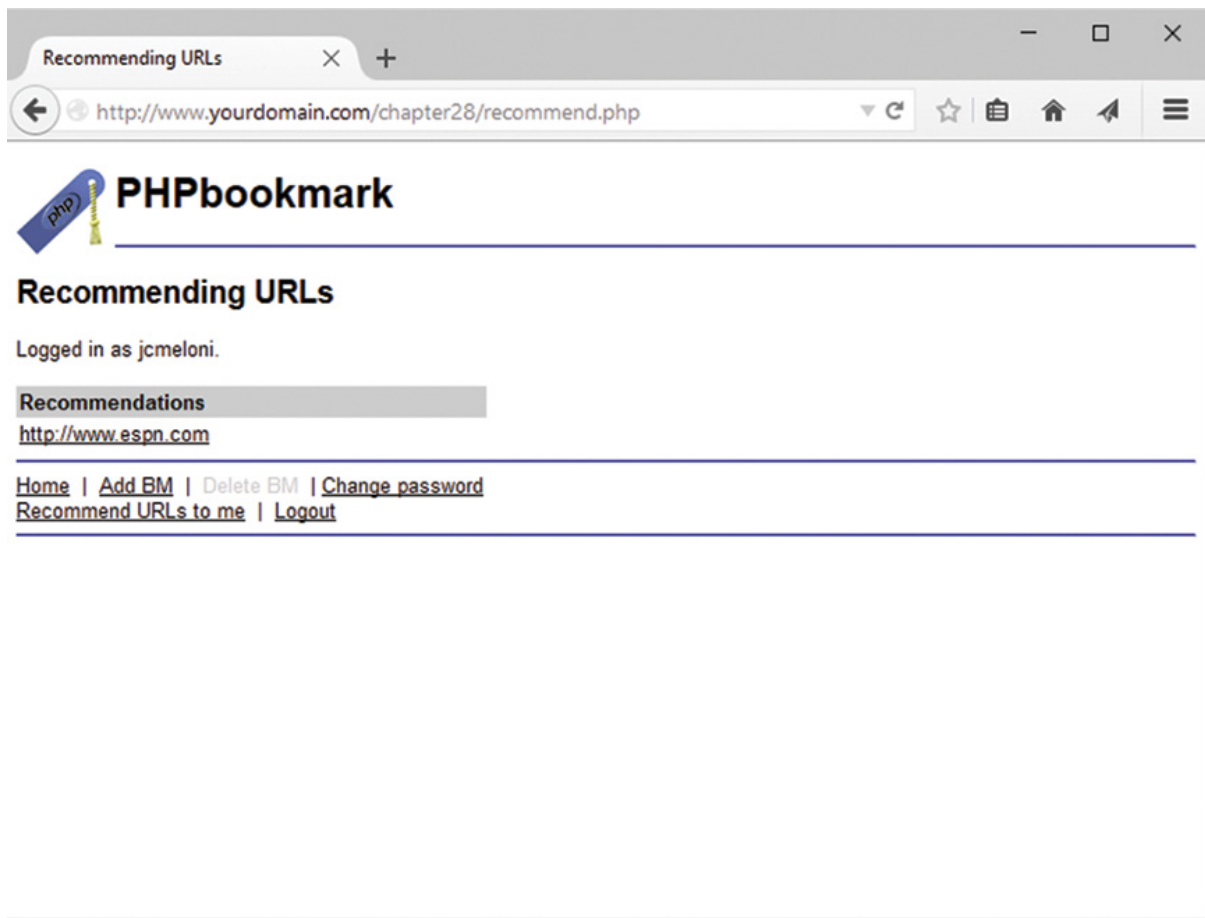 Recommending URLs
http://www.yourdomain.com/chapter28/recommend.php
php
PHPbookmark
Recommending URLs
Logged in as jcmeloni.
Recommendations
http://www.espn.com
Home | Add BM | Delete BM | Change password
Recommend URLs to me | Logout